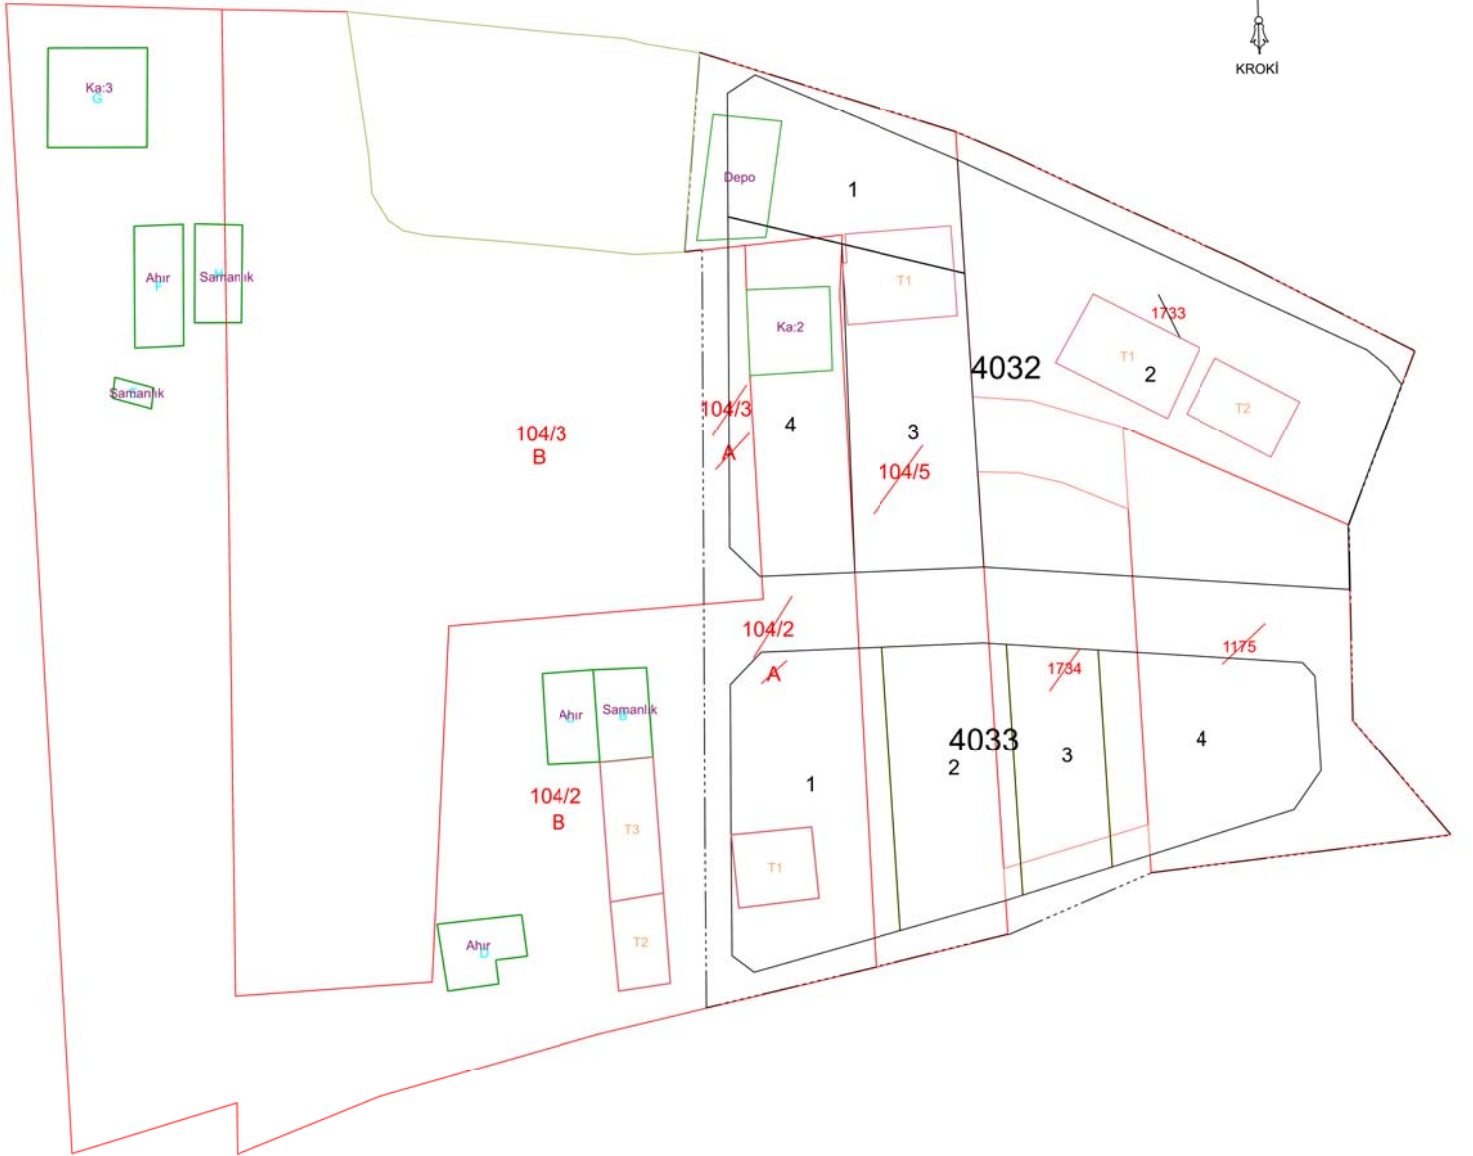 KROKİ
Ka:3
G
Depo
1
Ahır
F
Samanlık
H
T1
1733
Ka:2
T1
2
4032
T2
Samanlık
E
104/3
A
4
3
104/5
104/3
B
104/2
A
1175
1734
Ahır
C
Samanlık
B
4033
2
3
4
1
104/2
B
T3
T1
T2
Ahır
D